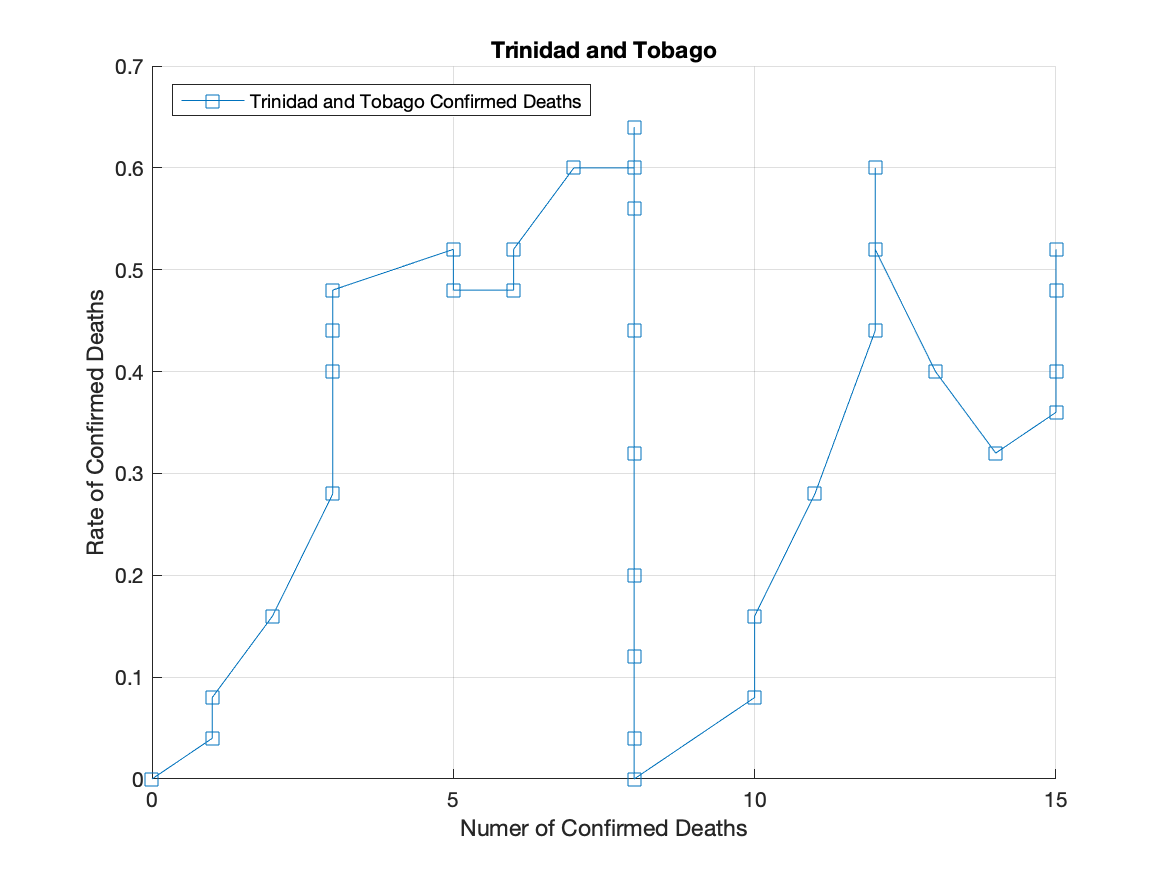 Trinidad and Tobago
0.7
Trinidad and Tobago Confirmed Deaths
0.6
0.5
0.4
0.3
0.2
0.1
0
Rate of Confirmed Deaths
0 5 10 15
Numer of Confirmed Deaths